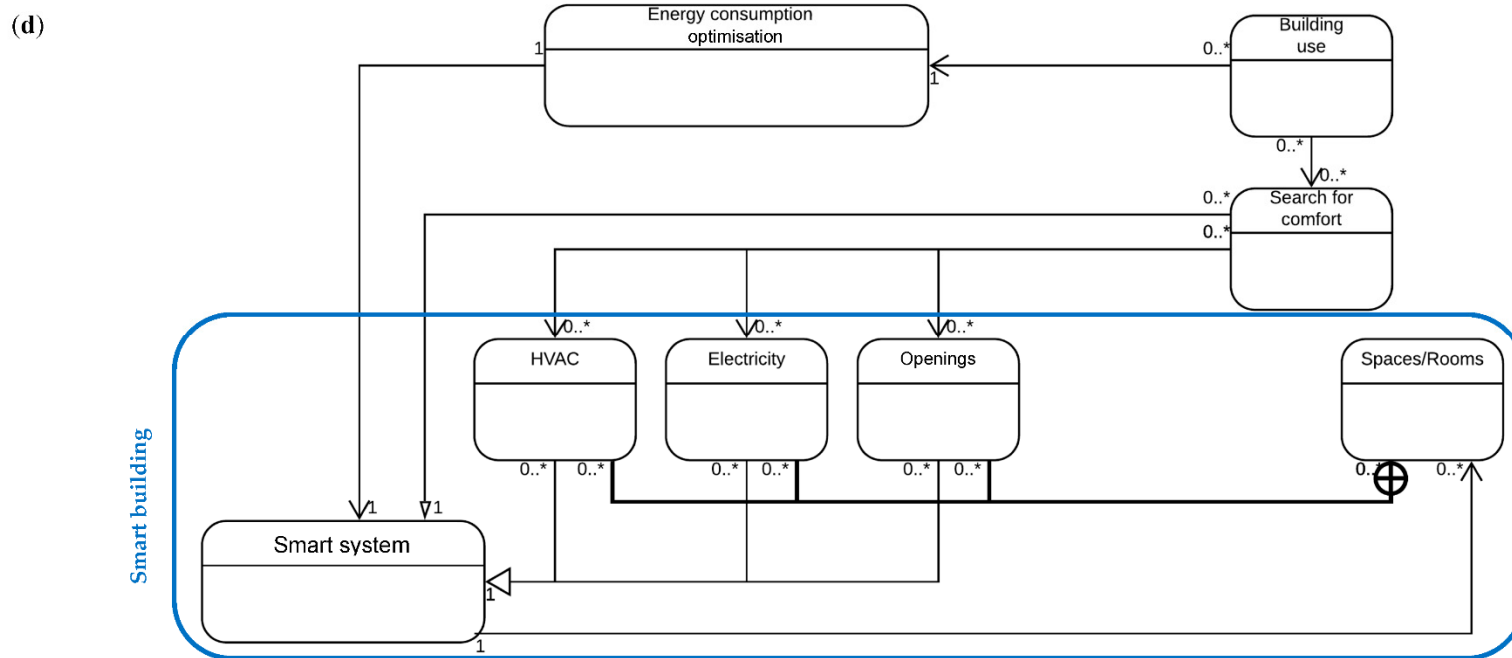 (d)
Energy consumption
optimisation
Building
use
1
0..*
1
0..*
0..*
0..*
Search for
comfort
0..*
0..*
0..*
0..*
HVAC
Electricity
Openings
Spaces/Rooms
0..*
0..*
0..*
0..*
0..*
0..*
0..*
0..*
Smart building
1
1
Smart system
1
1